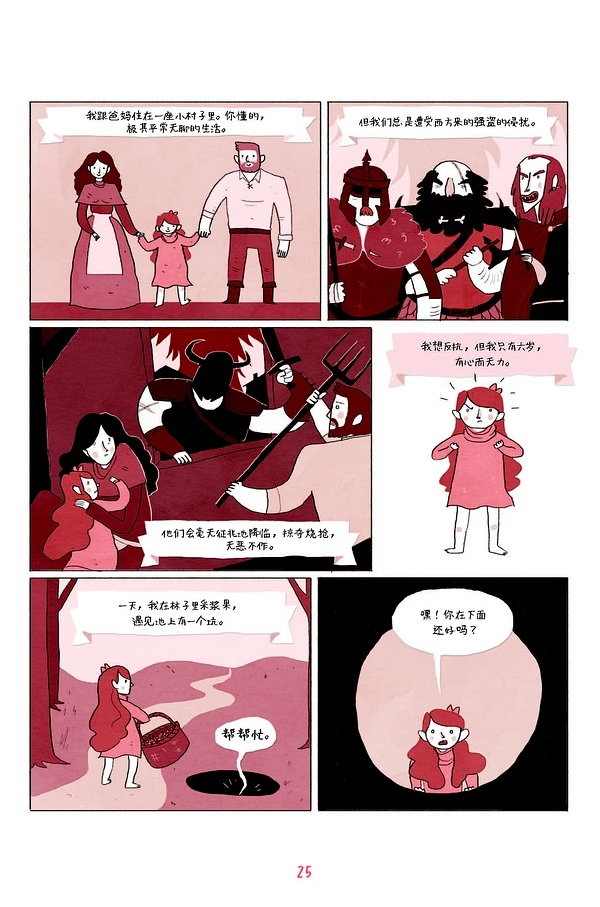 我跟爸妈住在一座小村子里。你懂的，
极其平常无聊的生活。
但我们总是遭受西方来的强盗的侵扰。
他们会毫无征兆地降临，掠夺烧抢，
无恶不作。
我想反抗，但我只有六岁，
有心而无力。
一天，我在林子里采浆果，
遇见地上有一个坑。
帮帮忙。
嘿！你在下面
还好吗？
25